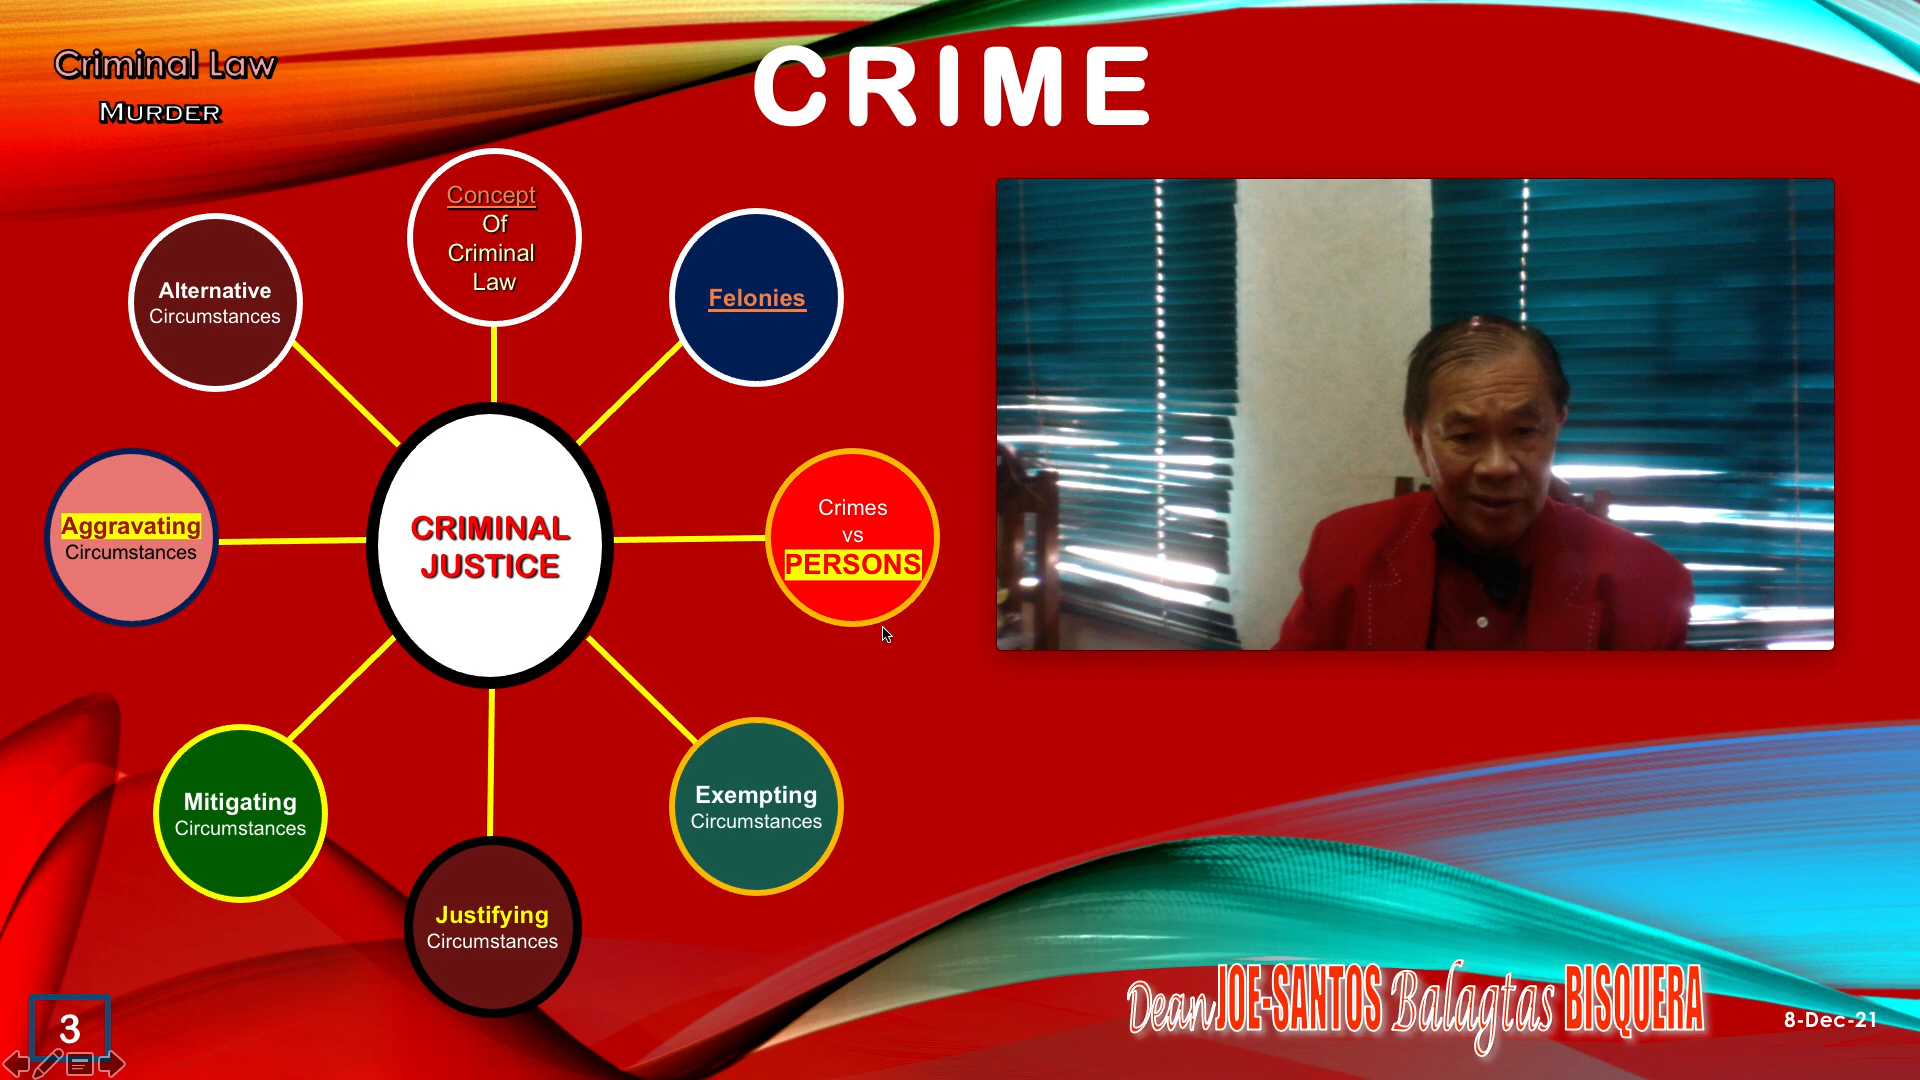 Criminal Law
MURDER
CRIME
Concept
Of
Criminal
Law
Felonies
Alternative
Circumstances
Aggravating
Circumstances
CRIMINAL
JUSTICE
Crimes
vs
PERSONS
Mitigating
Circumstances
Exempting
Circumstances
Justifying
Circumstances
3
Dean JOE-SANTOS Balagtas BISQUERA
8-Dec-21